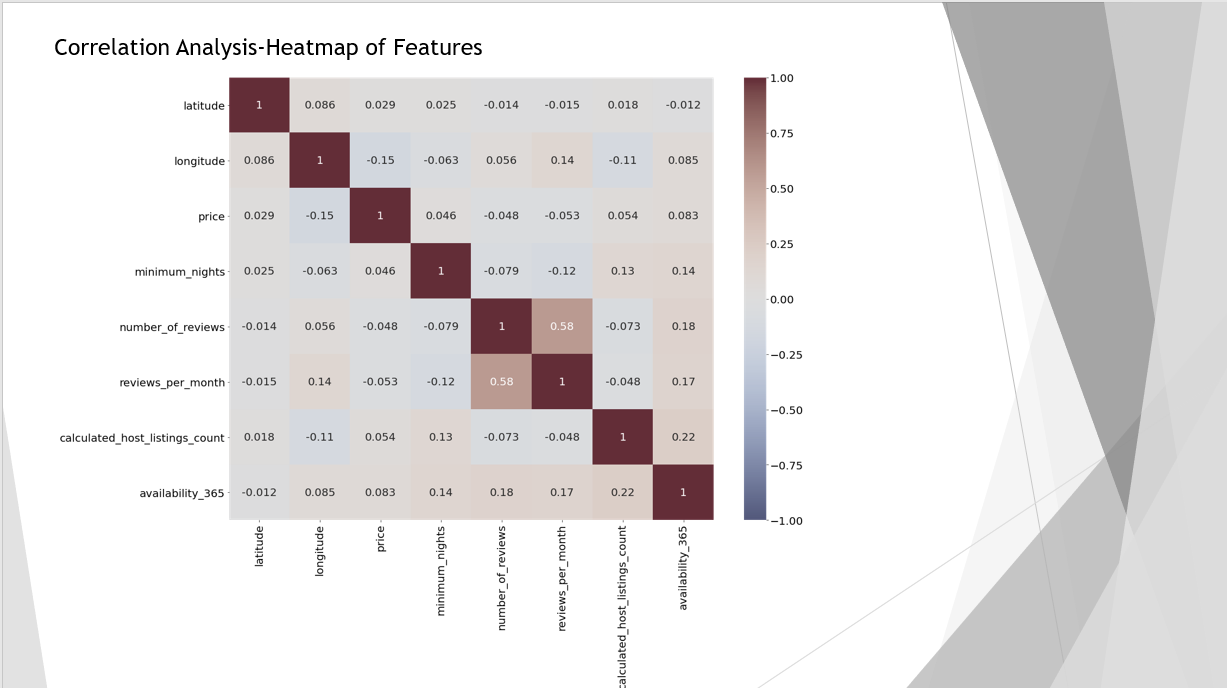 Correlation Analysis-Heatmap of Features
latitude 1 0.086 0.029 0.025 -0.014 -0.015 0.018 -0.012
longitude 0.086 1 -0.15 -0.063 0.056 0.14 -0.11 0.085
price 0.029 -0.15 1 0.046 -0.048 -0.053 0.054 0.083
minimum_nights 0.025 -0.063 0.046 1 -0.079 -0.12 0.13 0.14
number_of_reviews -0.014 0.056 -0.048 -0.079 1 0.58 -0.073 0.18
reviews_per_month -0.015 0.14 -0.053 -0.12 0.58 1 -0.048 0.17
calculated_host_listings_count 0.018 -0.11 0.054 0.13 -0.073 -0.048 1 0.22
availability_365 -0.012 0.085 0.083 0.14 0.18 0.17 0.22 1
latitude
longitude
price
minimum_nights
number_of_reviews
reviews_per_month
calculated_host_listings_count
availability_365
1.00
0.75
0.50
0.25
0.00
−0.25
−0.50
−0.75
−1.00